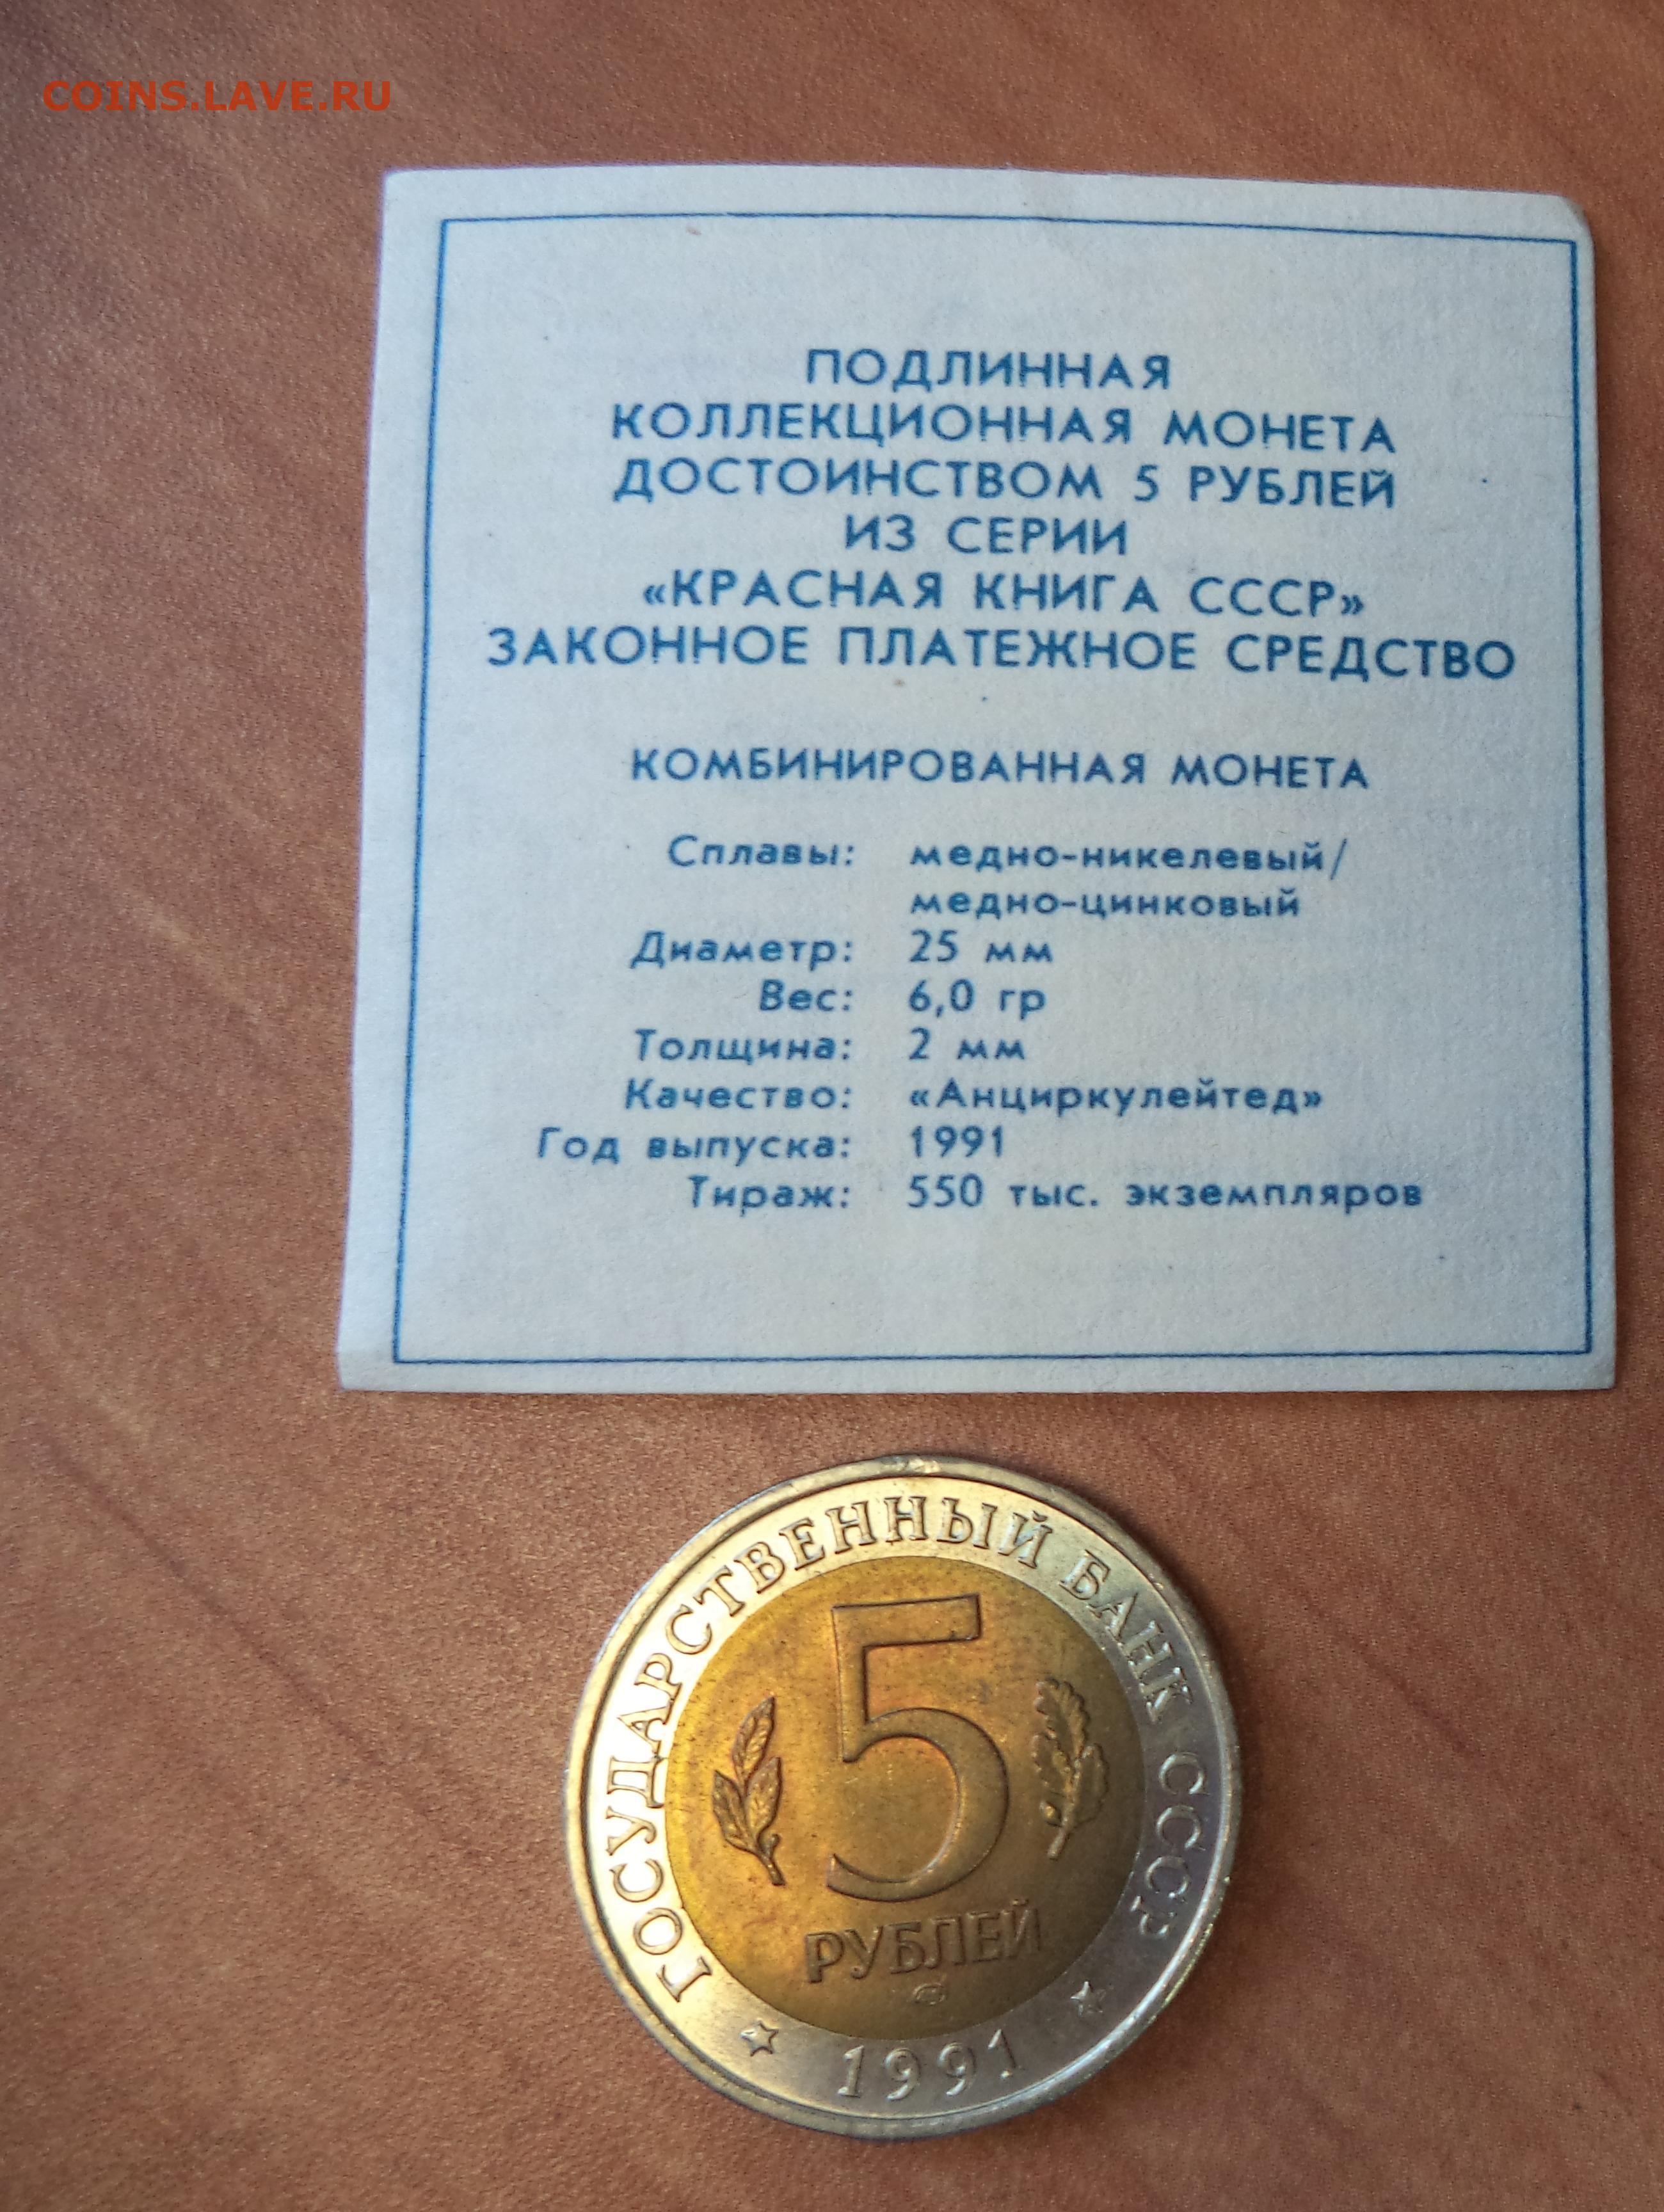 COINS.LAVE.RU
ПОДЛИННАЯ
КОЛЛЕКЦИОННАЯ МОНЕТА
ДОСТОИНСТВОМ 5 РУБЛЕЙ
ИЗ СЕРИИ
«КРАСНАЯ КНИГА СССР»
ЗАКОННОЕ ПЛАТЕЖНОЕ СРЕДСТВО
КОМБИНИРОВАННАЯ МОНЕТА
Сплавы: медно-никелевый/
медно-цинковый
Диаметр: 25 мм
Вес: 6,0 гр
Толщина: 2 мм
Качество: «Анциркулейтед»
Год выпуска: 1991
Тираж: 550 тыс. экземпляров
ГОСУДАРСТВЕННЫЙ БАНК СССР
5
РУБЛЕЙ
1991